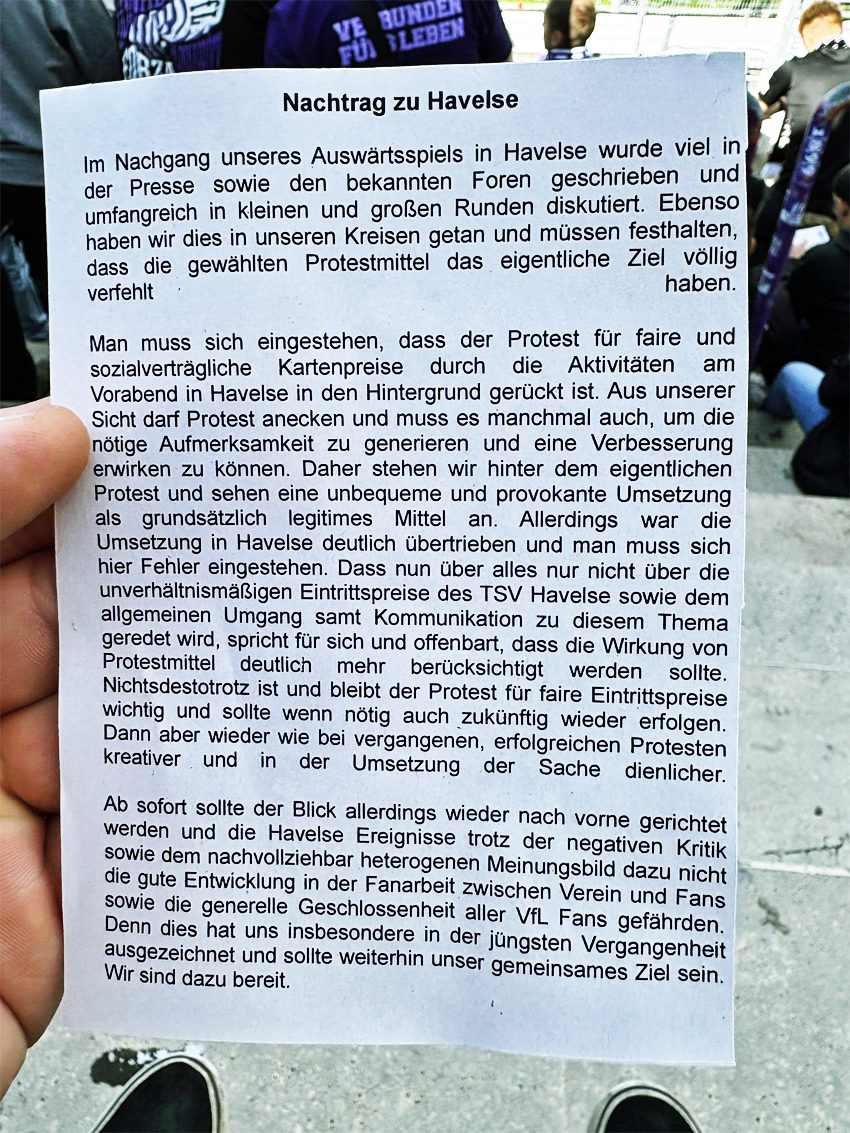 VE BUNDEN
FÜ S LEBEN
FORZA
1899
Nachtrag zu Havelse
Im Nachgang unseres Auswärtsspiels in Havelse wurde viel in
der Presse sowie den bekannten Foren geschrieben und
umfangreich in kleinen und großen Runden diskutiert. Ebenso
haben wir dies in unseren Kreisen getan und müssen festhalten,
dass die gewählten Protestmittel das eigentliche Ziel völlig
verfehlt haben.
Man muss sich eingestehen, dass der Protest für faire und
sozialverträgliche Kartenpreise durch die Aktivitäten am
Vorabend in Havelse in den Hintergrund gerückt ist. Aus unserer
Sicht darf Protest anecken und muss es manchmal auch, um die
nötige Aufmerksamkeit zu generieren und eine Verbesserung
erwirken zu können. Daher stehen wir hinter dem eigentlichen
Protest und sehen eine unbequeme und provokante Umsetzung
als grundsätzlich legitimes Mittel an. Allerdings war die
Umsetzung in Havelse deutlich übertrieben und man muss sich
hier Fehler eingestehen. Dass nun über alles nur nicht über die
unverhältnismäßigen Eintrittspreise des TSV Havelse sowie dem
allgemeinen Umgang samt Kommunikation zu diesem Thema
geredet wird, spricht für sich und offenbart, dass die Wirkung von
Protestmittel deutlich mehr berücksichtigt werden sollte.
Nichtsdestotrotz ist und bleibt der Protest für faire Eintrittspreise
wichtig und sollte wenn nötig auch zukünftig wieder erfolgen.
Dann aber wieder wie bei vergangenen, erfolgreichen Protesten
kreativer und in der Umsetzung der Sache dienlicher.
Ab sofort sollte der Blick allerdings wieder nach vorne gerichtet
werden und die Havelse Ereignisse trotz der negativen Kritik
sowie dem nachvollziehbar heterogenen Meinungsbild dazu nicht
die gute Entwicklung in der Fanarbeit zwischen Verein und Fans
sowie die generelle Geschlossenheit aller VfL Fans gefährden.
Denn dies hat uns insbesondere in der jüngsten Vergangenheit
ausgezeichnet und sollte weiterhin unser gemeinsames Ziel sein.
Wir sind dazu bereit.